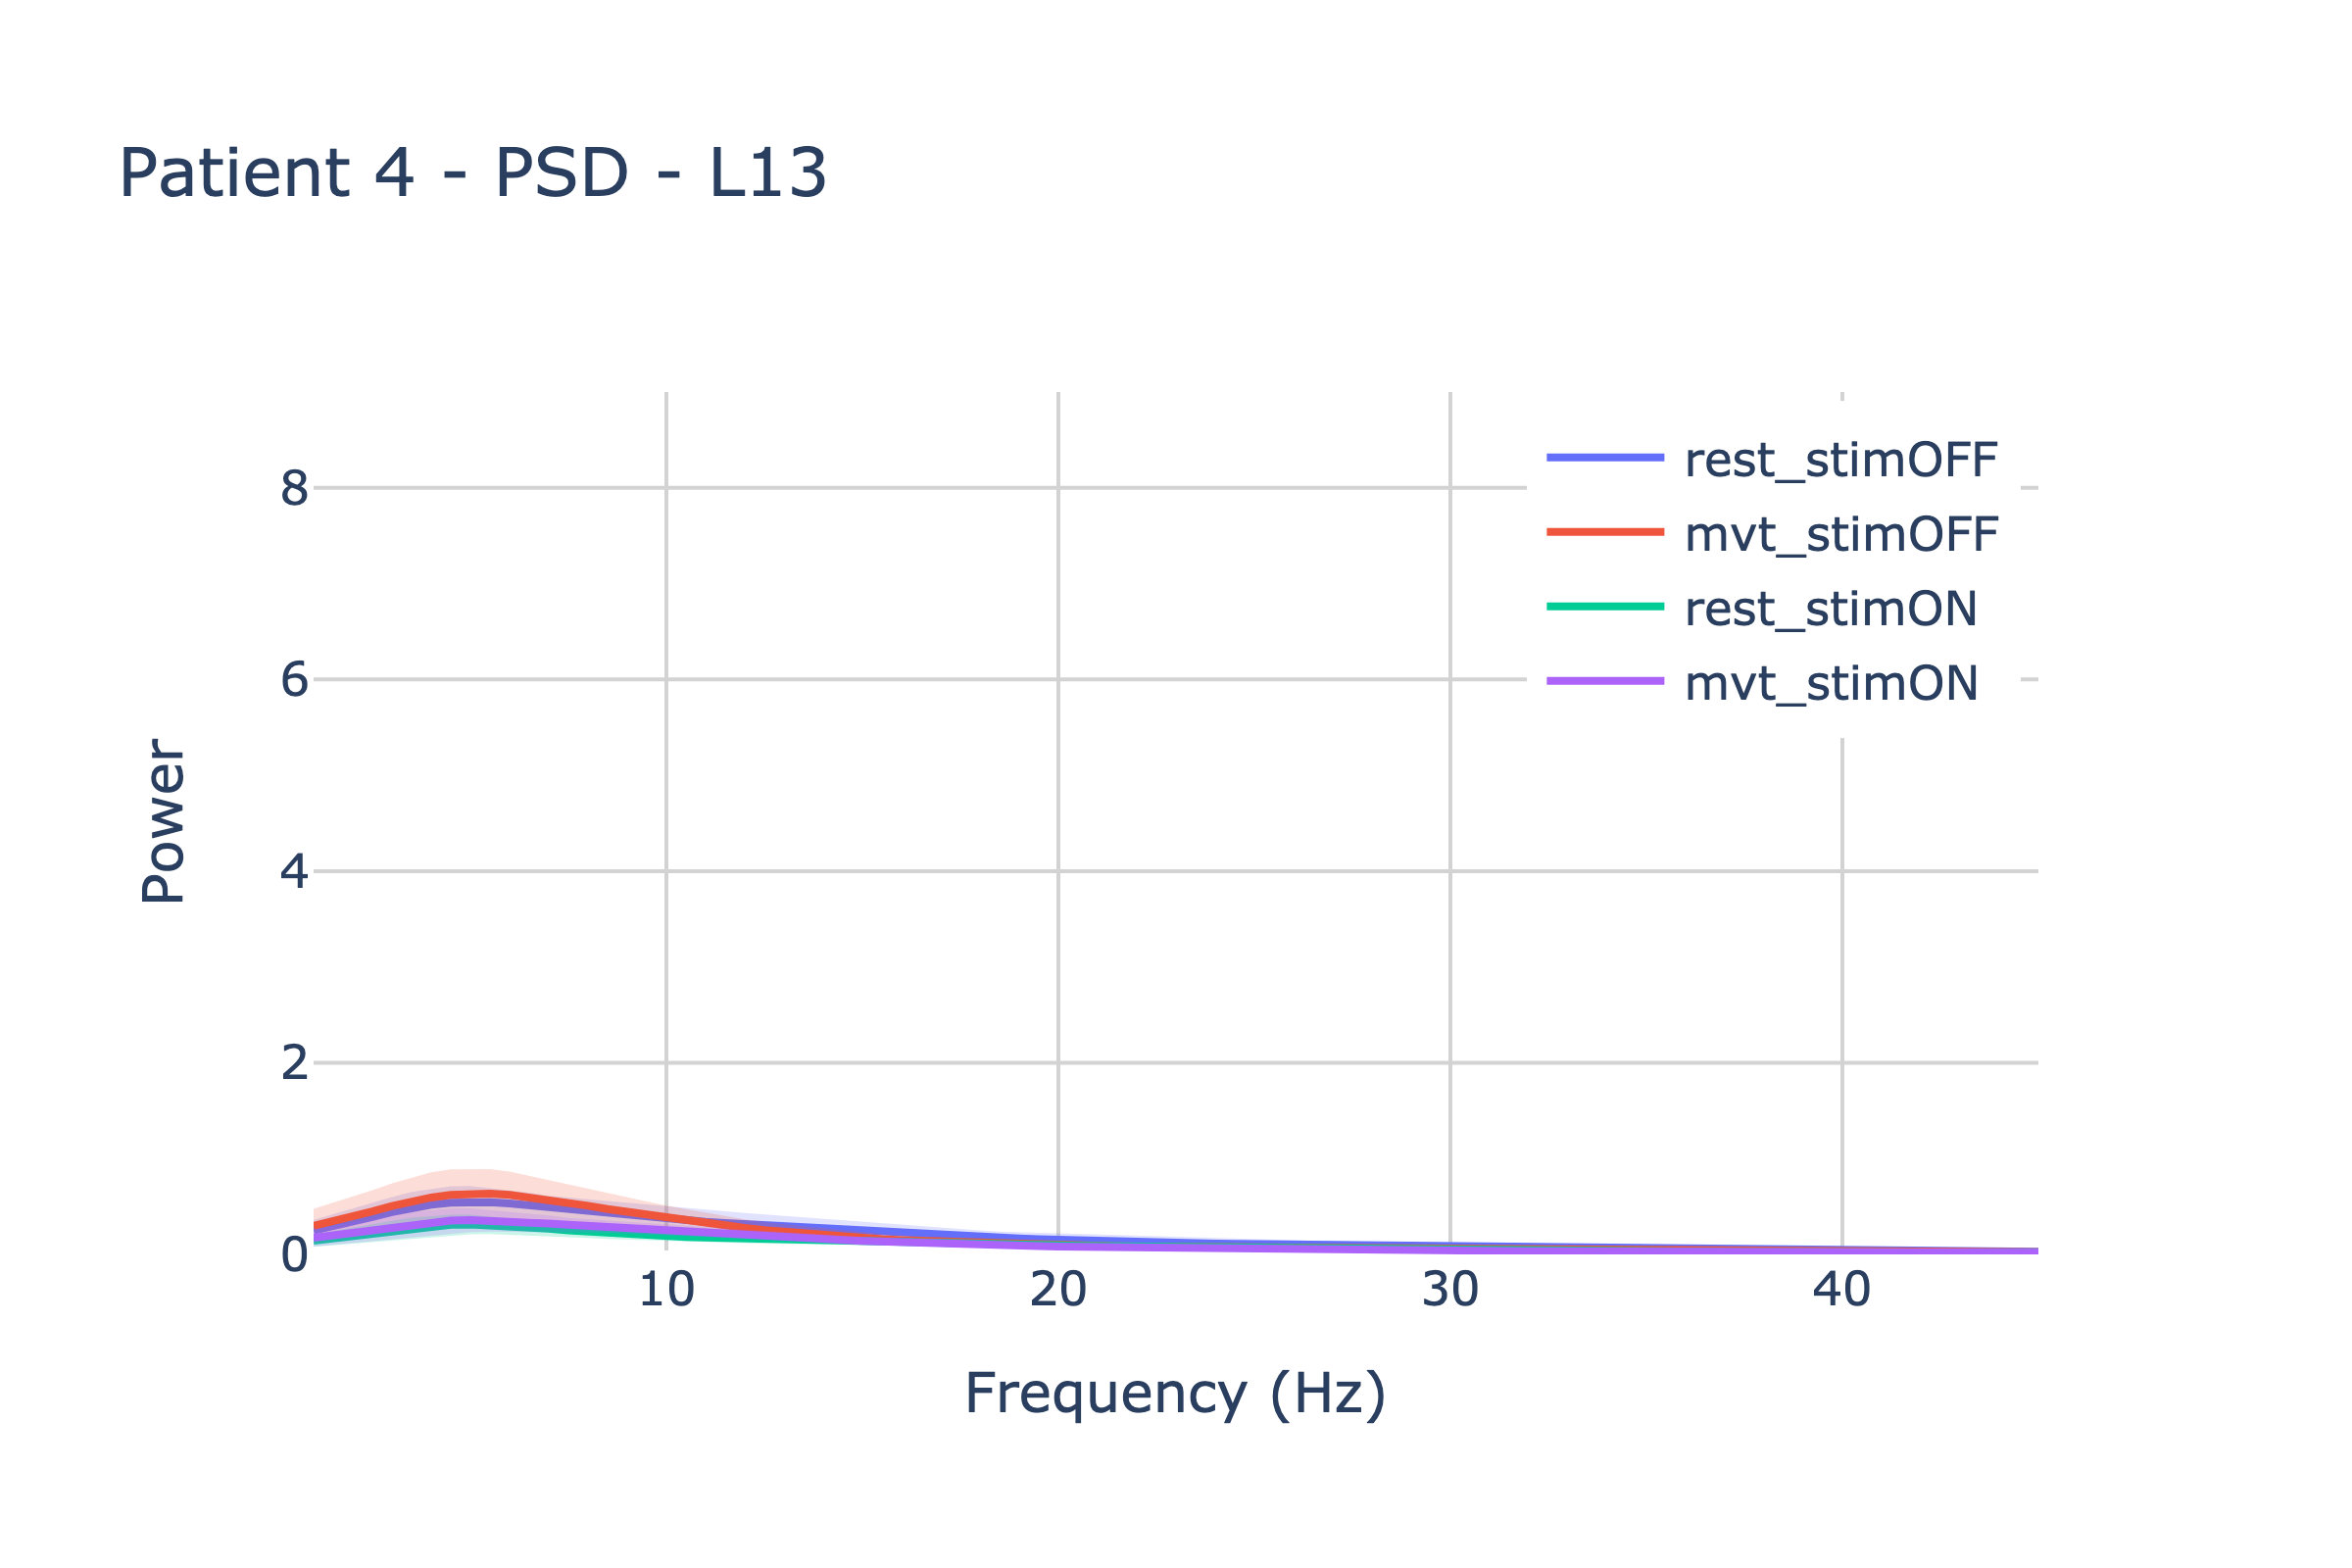 Patient 4 - PSD - L13
rest_stimOFF
mvt_stimOFF
rest_stimON
mvt_stimON
8
6
4
2
0
Power
10 20 30 40
Frequency (Hz)